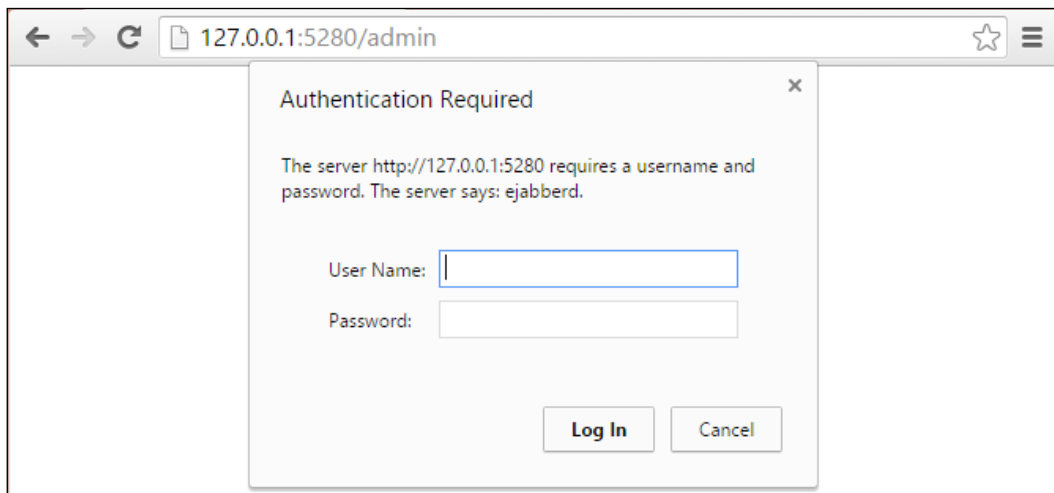 127.0.0.1:5280/admin
Authentication Required
The server http://127.0.0.1:5280 requires a username and
password. The server says: ejabberd.
User Name:
Password:
Log In
Cancel